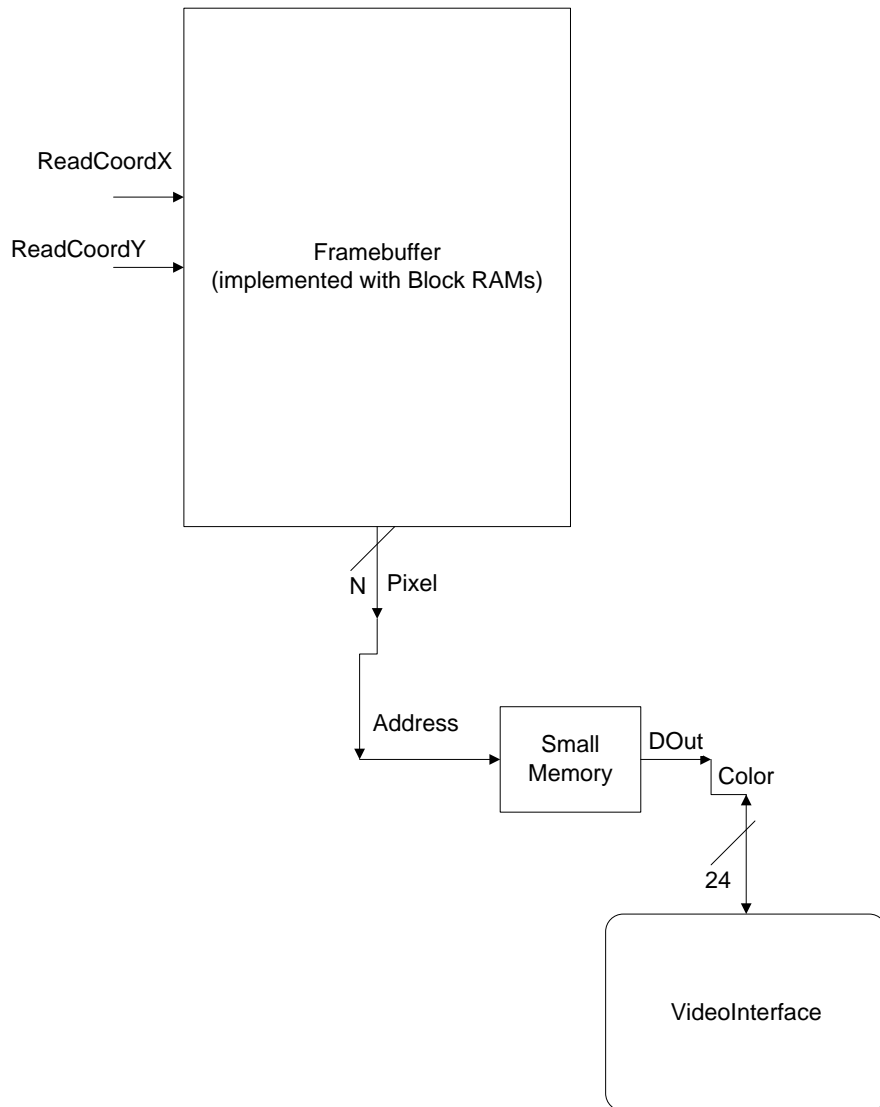 ReadCoordX
ReadCoordY
Framebuffer
(implemented with Block RAMs)
N
Pixel
Address
Small
Memory
DOut
Color
24
VideoInterface